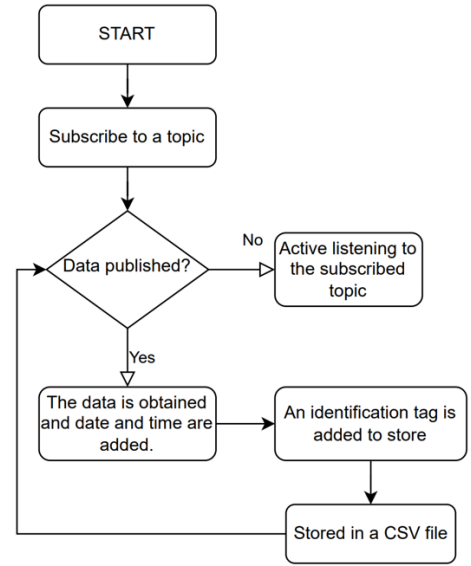 START
Subscribe to a topic
Data published?
No
Active listening to
the subscribed
topic
Yes
The data is obtained
and date and time are
added.
An identification tag is
added to store
Stored in a CSV file